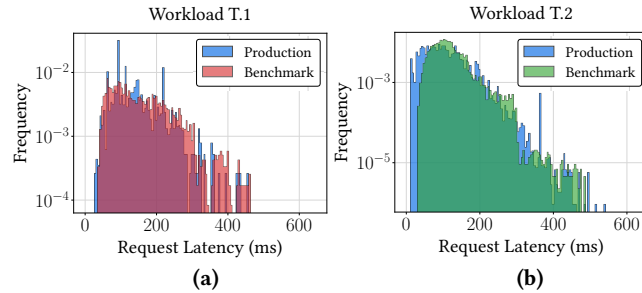 Workload T.1
Frequency
10⁻²
10⁻³
10⁻⁴
Production
Benchmark
0 200 400 600
Request Latency (ms)
(a)
Workload T.2
Frequency
10⁻³
10⁻⁵
Production
Benchmark
0 200 400 600
Request Latency (ms)
(b)